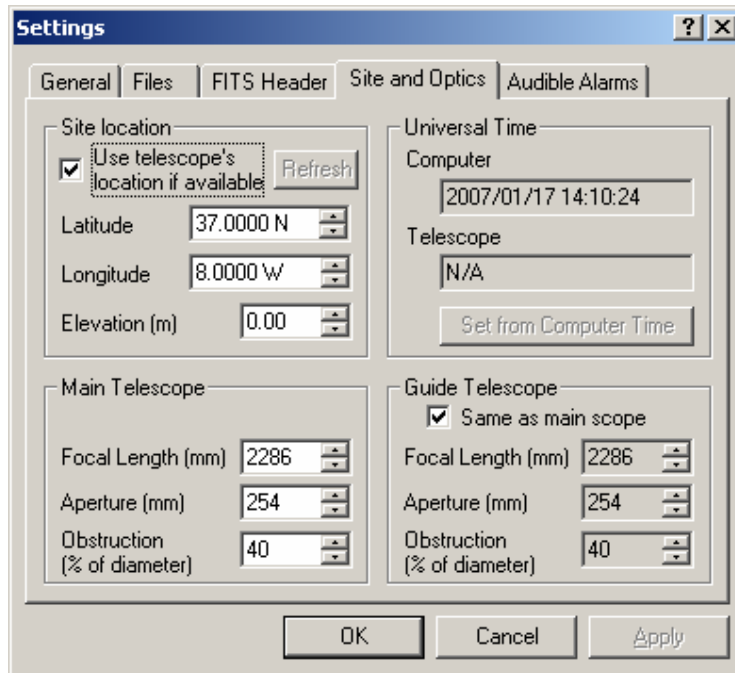 Settings
General
Files
FITS Header
Site and Optics
Audible Alarms
Site location
Use telescope's
location if available
Refresh
Latitude
37.0000 N
Longitude
8.0000 W
Elevation (m)
0.00
Universal Time
Computer
2007/01/17 14:10:24
Telescope
N/A
Set from Computer Time
Main Telescope
Focal Length (mm)
2286
Aperture (mm)
254
Obstruction
(% of diameter)
40
Guide Telescope
Same as main scope
Focal Length (mm)
2286
Aperture (mm)
254
Obstruction
(% of diameter)
40
OK
Cancel
Apply